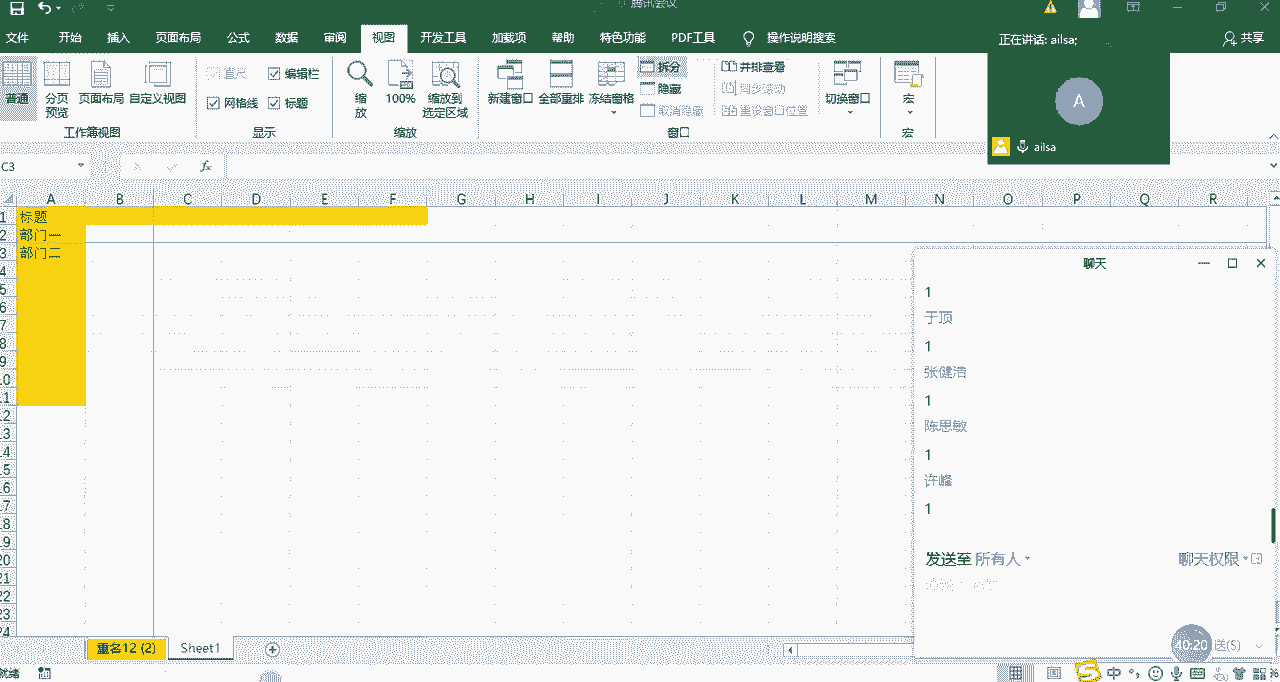 腾讯会议
文件 开始 插入 页面布局 公式 数据 审阅 视图 开发工具 加载项 帮助 特色功能 PDF工具 操作说明搜索 共享
正在讲话: ailsa;
A
ailsa
普通 分页预览 页面布局 自定义视图
工作簿视图
直尺 编辑栏
网格线 标题
显示
缩放 100% 缩放到选定区域
缩放
新建窗口 全部重排 冻结窗格
拆分
隐藏
取消隐藏
并排查看
同步滚动
重设窗口位置
切换窗口
窗口
宏
宏
C3 fx
A B C D E F G H I J K L M N O P Q R
1 标题
2 部门一
3 部门二
4
5
6
7
8
9
10
11
12
13
14
15
16
17
18
19
20
21
22
23
24
聊天
1
于顶
1
张健浩
1
陈思敏
1
许峰
1
发送至 所有人 聊天权限
40:20 送(S)
重名12 (2) Sheet1
就绪
中